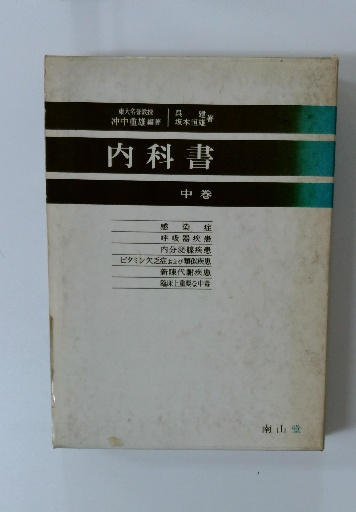 東大名誉教授
沖中重雄編著
呉 建
坂本恒雄 著
内科書
中巻
感染症
呼吸器疾患
内分泌腺疾患
ビタミン欠乏症および類似疾患
新陳代謝疾患
臨床上重要な中毒
南山堂